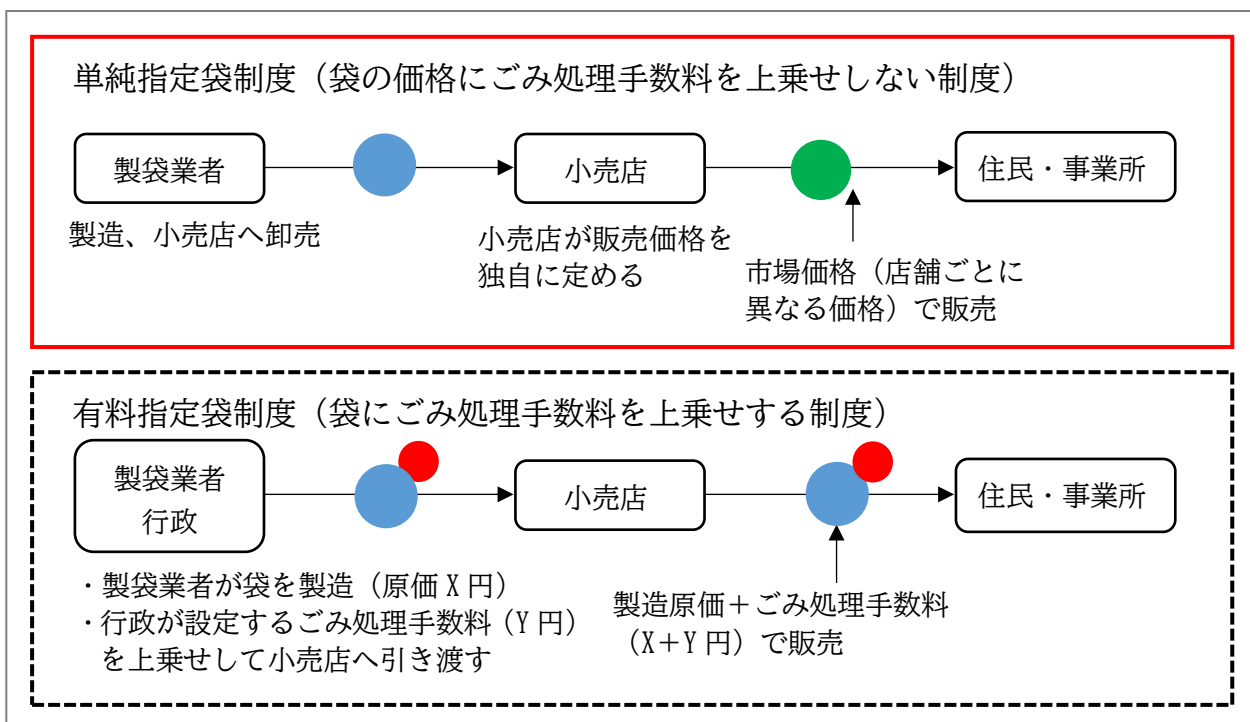 単純指定袋制度（袋の価格にごみ処理手数料を上乗せしない制度）
製袋業者
小売店
住民・事業所
製造、小売店へ卸売
小売店が販売価格を
独自に定める
市場価格（店舗ごとに
異なる価格）で販売
有料指定袋制度（袋にごみ処理手数料を上乗せする制度）
製袋業者
行政
小売店
住民・事業所
・製袋業者が袋を製造（原価 X 円）
・行政が設定するごみ処理手数料（Y 円）
を上乗せして小売店へ引き渡す
製造原価＋ごみ処理手数料
（X＋Y 円）で販売